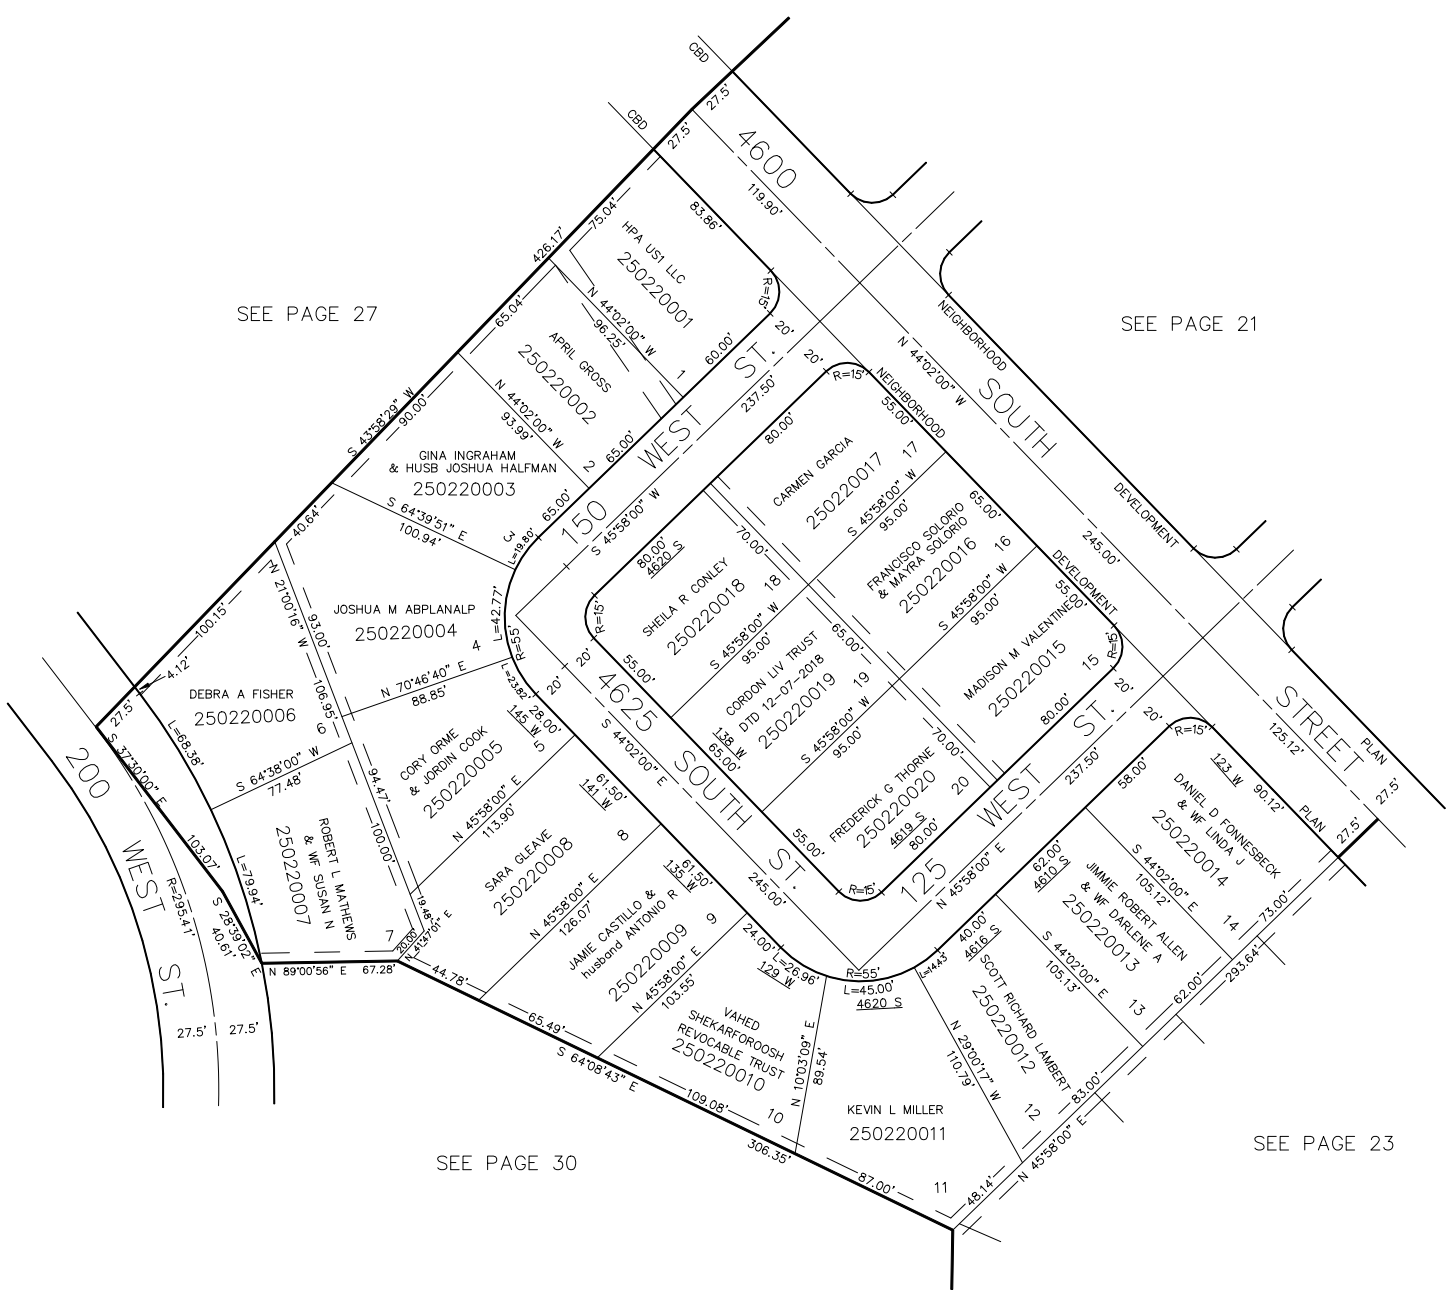 CBD
CBD
27.5'
27.5'
4600
SOUTH
STREET
119.90'
N 44°02'00" W
245.00'
125.12'
27.5'
27.5'
NEIGHBORHOOD
DEVELOPMENT
PLAN
NEIGHBORHOOD
DEVELOPMENT
PLAN
SEE PAGE 27
SEE PAGE 21
426.17'
S 43°58'29" W
75.04'
83.86'
R=15'
HPA US1 LLC
250220001
N 44°02'00" W
96.25'
1
60.00'
65.04'
APRIL GROSS
250220002
N 44°02'00" W
93.99'
2
65.00'
90.00'
GINA INGRAHAM
& HUSB JOSHUA HALFMAN
250220003
S 64°39'51" E
100.94'
3
65.00'
L=19.80'
40.64'
JOSHUA M ABPLANALP
250220004
4
L=42.77'
R=55'
N 21°00'16" W
93.00'
106.95'
N 70°46'40" E
88.85'
L=23.82'
100.15'
4.12'
27.5'
DEBRA A FISHER
250220006
6
L=68.38'
S 64°38'00" W
77.48'
CORY ORME
& JORDIN COOK
250220005
5
28.00'
145 W
94.47'
100.00'
N 45°58'00" E
113.90'
19.48'
ROBERT L MATHEWS
& WF SUSAN N
250220007
7
L=79.94'
20.00'
N 41°47'01" E
N 89°00'56" E 67.28'
S 37°30'00" E
103.07'
R=295.41'
S 28°39'02" E
40.61'
200
WEST
ST.
27.5'
27.5'
SARA GLEAVE
250220008
8
61.50'
141 W
N 45°58'00" E
126.07'
44.78'
JAMIE CASTILLO &
husband ANTONIO R
250220009
9
61.50'
135 W
N 45°58'00" E
103.55'
65.49'
S 64°08'43" E
VAHED
SHEKARFOROOSH
REVOCABLE TRUST
250220010
10
24.00'
L=26.96'
129 W
N 10°03'09" E
89.54'
109.08'
306.35'
KEVIN L MILLER
250220011
11
R=55'
L=45.00'
4620 S
87.00'
48.14'
SCOTT RICHARD LAMBERT
250220012
12
L=14.43'
40.00'
4616 S
N 29°00'17" W
110.79'
83.00'
N 45°58'00" E
JIMMIE ROBERT ALLEN
& WF DARLENE A
250220013
13
62.00'
4610 S
S 44°02'00" E
105.13'
62.00'
DANIEL D FONNESBECK
& WF LINDA J
250220014
14
58.00'
R=15'
123 W 90.12'
S 44°02'00" E
105.12'
73.00'
293.64'
150
WEST
ST.
237.50'
S 45°58'00" W
20'
20'
4625
SOUTH
ST.
S 44°02'00" E
245.00'
20'
20'
125
WEST
ST.
N 45°58'00" E
237.50'
20'
20'
R=15'
80.00'
55.00'
CARMEN GARCIA
250220017
17
S 45°58'00" W
95.00'
70.00'
FRANCISCO SOLORIO
& MAYRA SOLORIO
250220016
16
65.00'
S 45°58'00" W
95.00'
65.00'
MADISON M VALENTINE
250220015
15
55.00'
R=15'
80.00'
70.00'
80.00'
4620 S
R=15'
SHEILA R CONLEY
250220018
18
55.00'
S 45°58'00" W
95.00'
CORDON LIV TRUST
DTD 12-07-2018
250220019
19
138 W
65.00'
S 45°58'00" W
95.00'
FREDERICK G THORNE
250220020
20
4619 S
80.00'
55.00'
R=15'
SEE PAGE 30
SEE PAGE 23